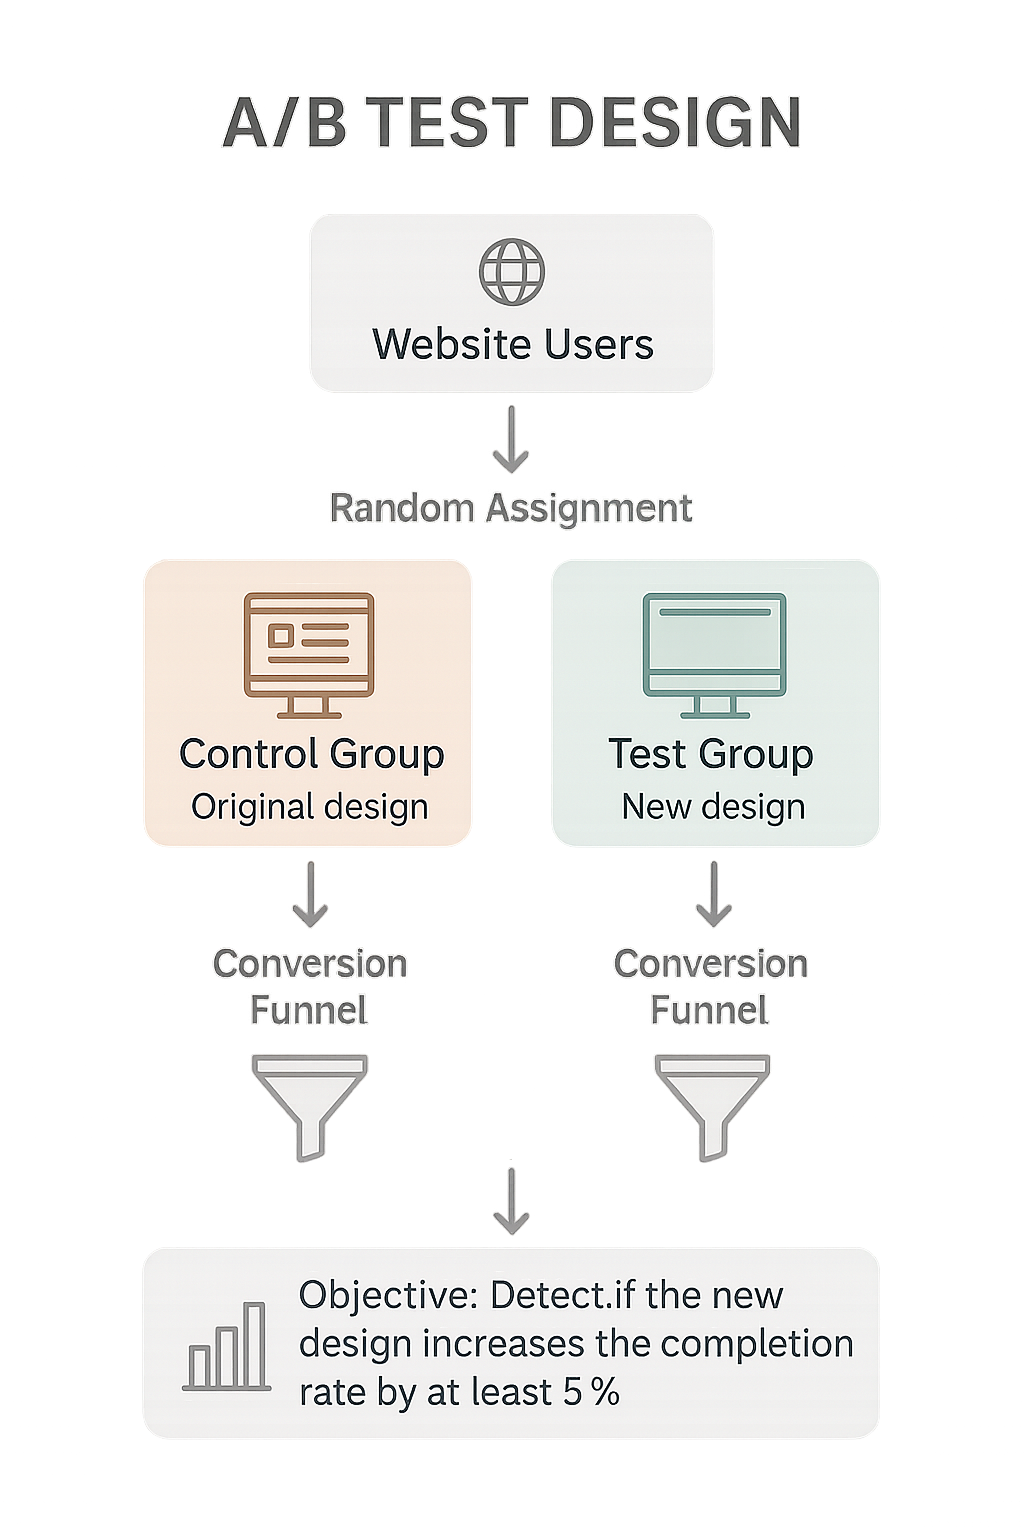 A/B TEST DESIGN
Website Users
Random Assignment
Control Group
Original design
Test Group
New design
Conversion
Funnel
Conversion
Funnel
Objective: Detect.if the new
design increases the completion
rate by at least 5 %